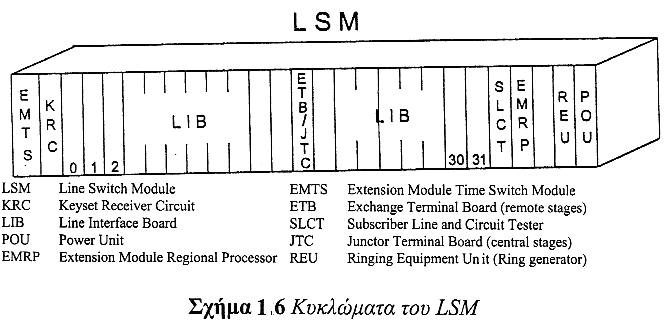 LSM
EMTS
KRC
0 1 2
LIB
ETB/JTC
LIB
30 31
SLCT
EMRP
REU
POU
LSM Line Switch Module
KRC Keyset Receiver Circuit
LIB Line Interface Board
POU Power Unit
EMRP Extension Module Regional Processor
EMTS Extension Module Time Switch Module
ETB Exchange Terminal Board (remote stages)
SLCT Subscriber Line and Circuit Tester
JTC Junctor Terminal Board (central stages)
REU Ringing Equipment Unit (Ring generator)
Σχήμα 1.6 Κυκλώματα του LSM